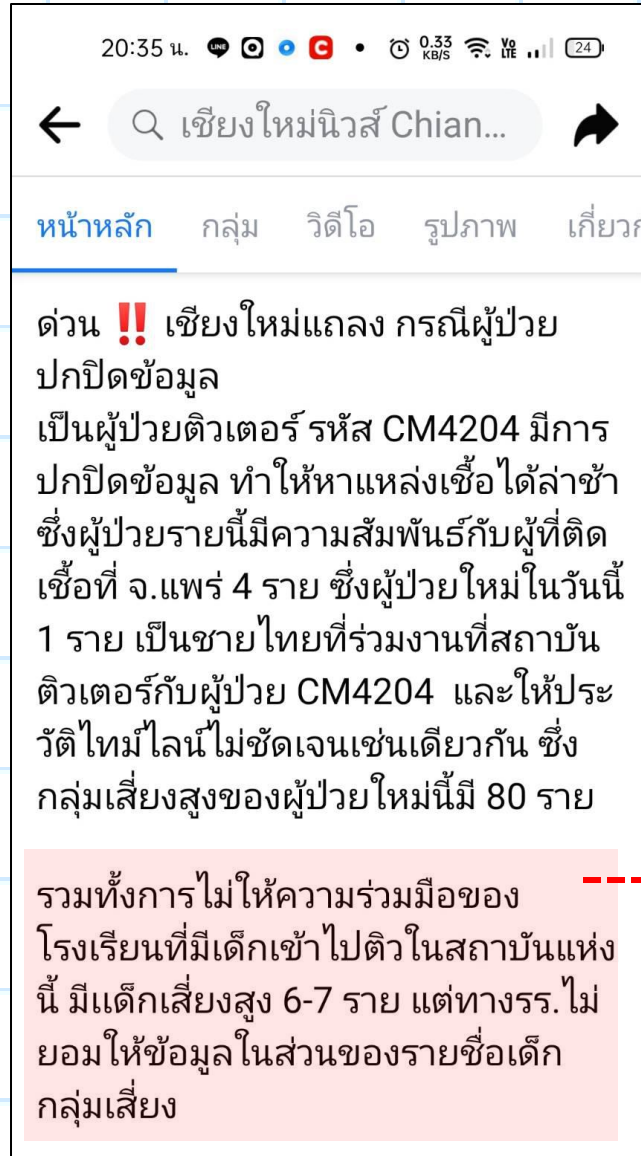 20:35 น. LINE C • 0.33 KB/S Vo LTE 24
เชียงใหม่นิวส์ Chian...
หน้าหลัก กลุ่ม วิดีโอ รูปภาพ เกี่ยวก
ด่วน ‼️ เชียงใหม่แถลง กรณีผู้ป่วย
ปกปิดข้อมูล
เป็นผู้ป่วยติวเตอร์ รหัส CM4204 มีการ
ปกปิดข้อมูล ทำให้หาแหล่งเชื้อได้ล่าช้า
ซึ่งผู้ป่วยรายนี้มีความสัมพันธ์กับผู้ที่ติด
เชื้อที่ จ.แพร่ 4 ราย ซึ่งผู้ป่วยใหม่ในวันนี้
1 ราย เป็นชายไทยที่ร่วมงานที่สถาบัน
ติวเตอร์กับผู้ป่วย CM4204 และให้ประ
วัติไทม์ไลน์ไม่ชัดเจนเช่นเดียวกัน ซึ่ง
กลุ่มเสี่ยงสูงของผู้ป่วยใหม่นี้มี 80 ราย
รวมทั้งการไม่ให้ความร่วมมือของ
โรงเรียนที่มีเด็กเข้าไปติวในสถาบันแห่ง
นี้ มีเเด็กเสี่ยงสูง 6-7 ราย แต่ทางรร.ไม่
ยอมให้ข้อมูลในส่วนของรายชื่อเด็ก
กลุ่มเสี่ยง